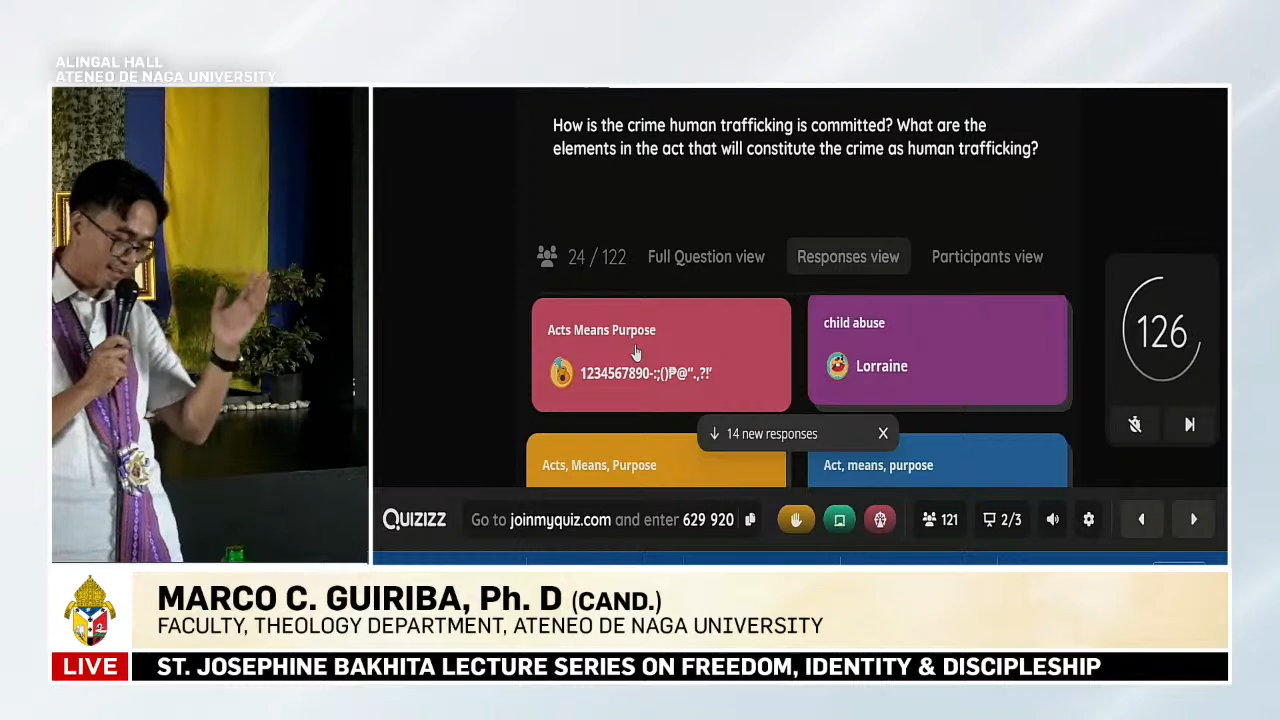 ALINGAL HALL
ATENEO DE NAGA UNIVERSITY
How is the crime human trafficking is committed? What are the
elements in the act that will constitute the crime as human trafficking?
24 / 122 Full Question view Responses view Participants view
Acts Means Purpose
1234567890-:;()₱@“.,?!’
child abuse
Lorraine
126
↓ 14 new responses X
Acts, Means, Purpose
Act, means, purpose
QUIZIZZ Go to joinmyquiz.com and enter 629 920 121 2/3
MARCO C. GUIRIBA, Ph. D (CAND.)
FACULTY, THEOLOGY DEPARTMENT, ATENEO DE NAGA UNIVERSITY
LIVE ST. JOSEPHINE BAKHITA LECTURE SERIES ON FREEDOM, IDENTITY & DISCIPLESHIP